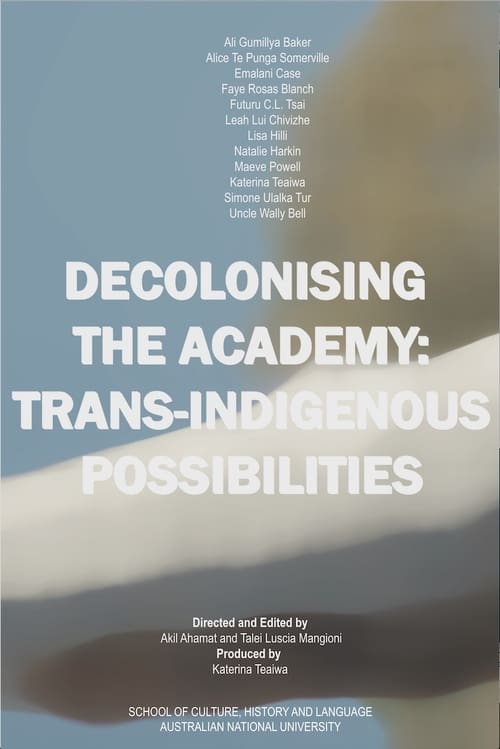 Ali Gumillya Baker
Alice Te Punga Somerville
Emalani Case
Faye Rosas Blanch
Futuru C.L. Tsai
Leah Lui Chivizhe
Lisa Hilli
Natalie Harkin
Maeve Powell
Katerina Teaiwa
Simone Ulalka Tur
Uncle Wally Bell
DECOLONISING
THE ACADEMY:
TRANS-INDIGENOUS
POSSIBILITIES
Directed and Edited by
Akil Ahamat and Talei Luscia Mangioni
Produced by
Katerina Teaiwa
SCHOOL OF CULTURE, HISTORY AND LANGUAGE
AUSTRALIAN NATIONAL UNIVERSITY